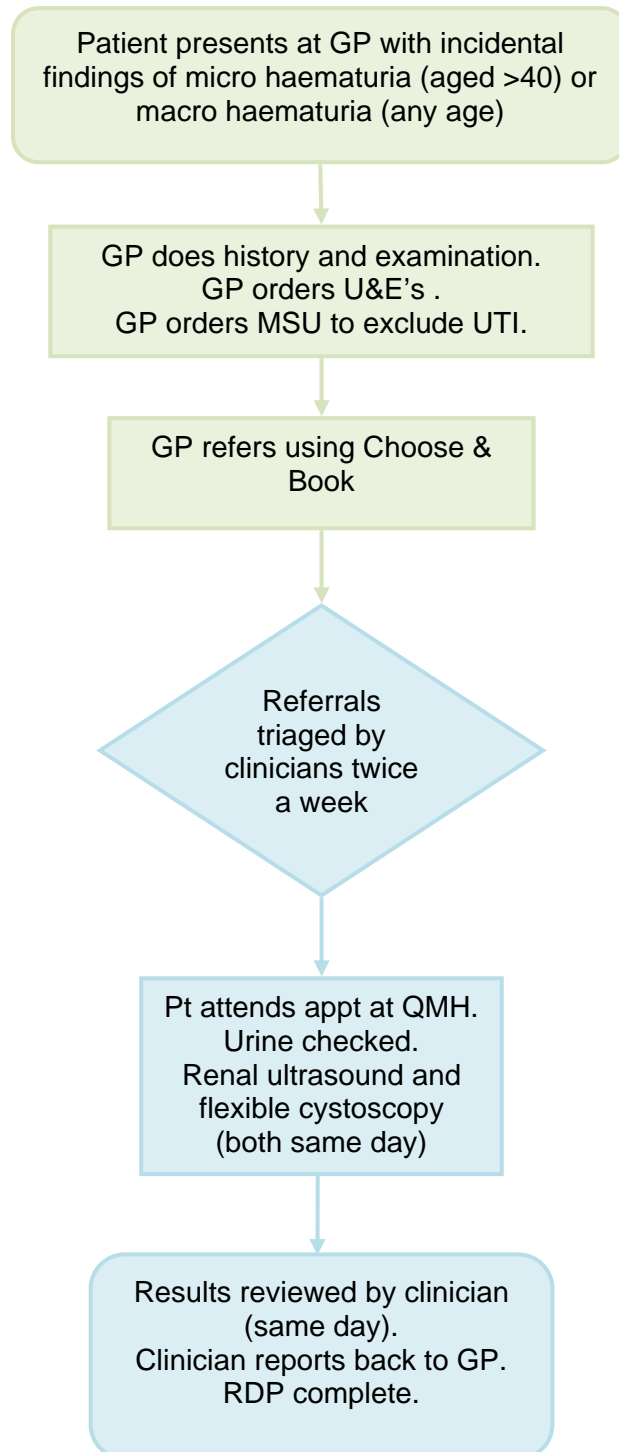 Patient presents at GP with incidental
findings of micro haematuria (aged >40) or
macro haematuria (any age)
GP does history and examination.
GP orders U&E’s .
GP orders MSU to exclude UTI.
GP refers using Choose &
Book
Referrals
triaged by
clinicians twice
a week
Pt attends appt at QMH.
Urine checked.
Renal ultrasound and
flexible cystoscopy
(both same day)
Results reviewed by clinician
(same day).
Clinician reports back to GP.
RDP complete.